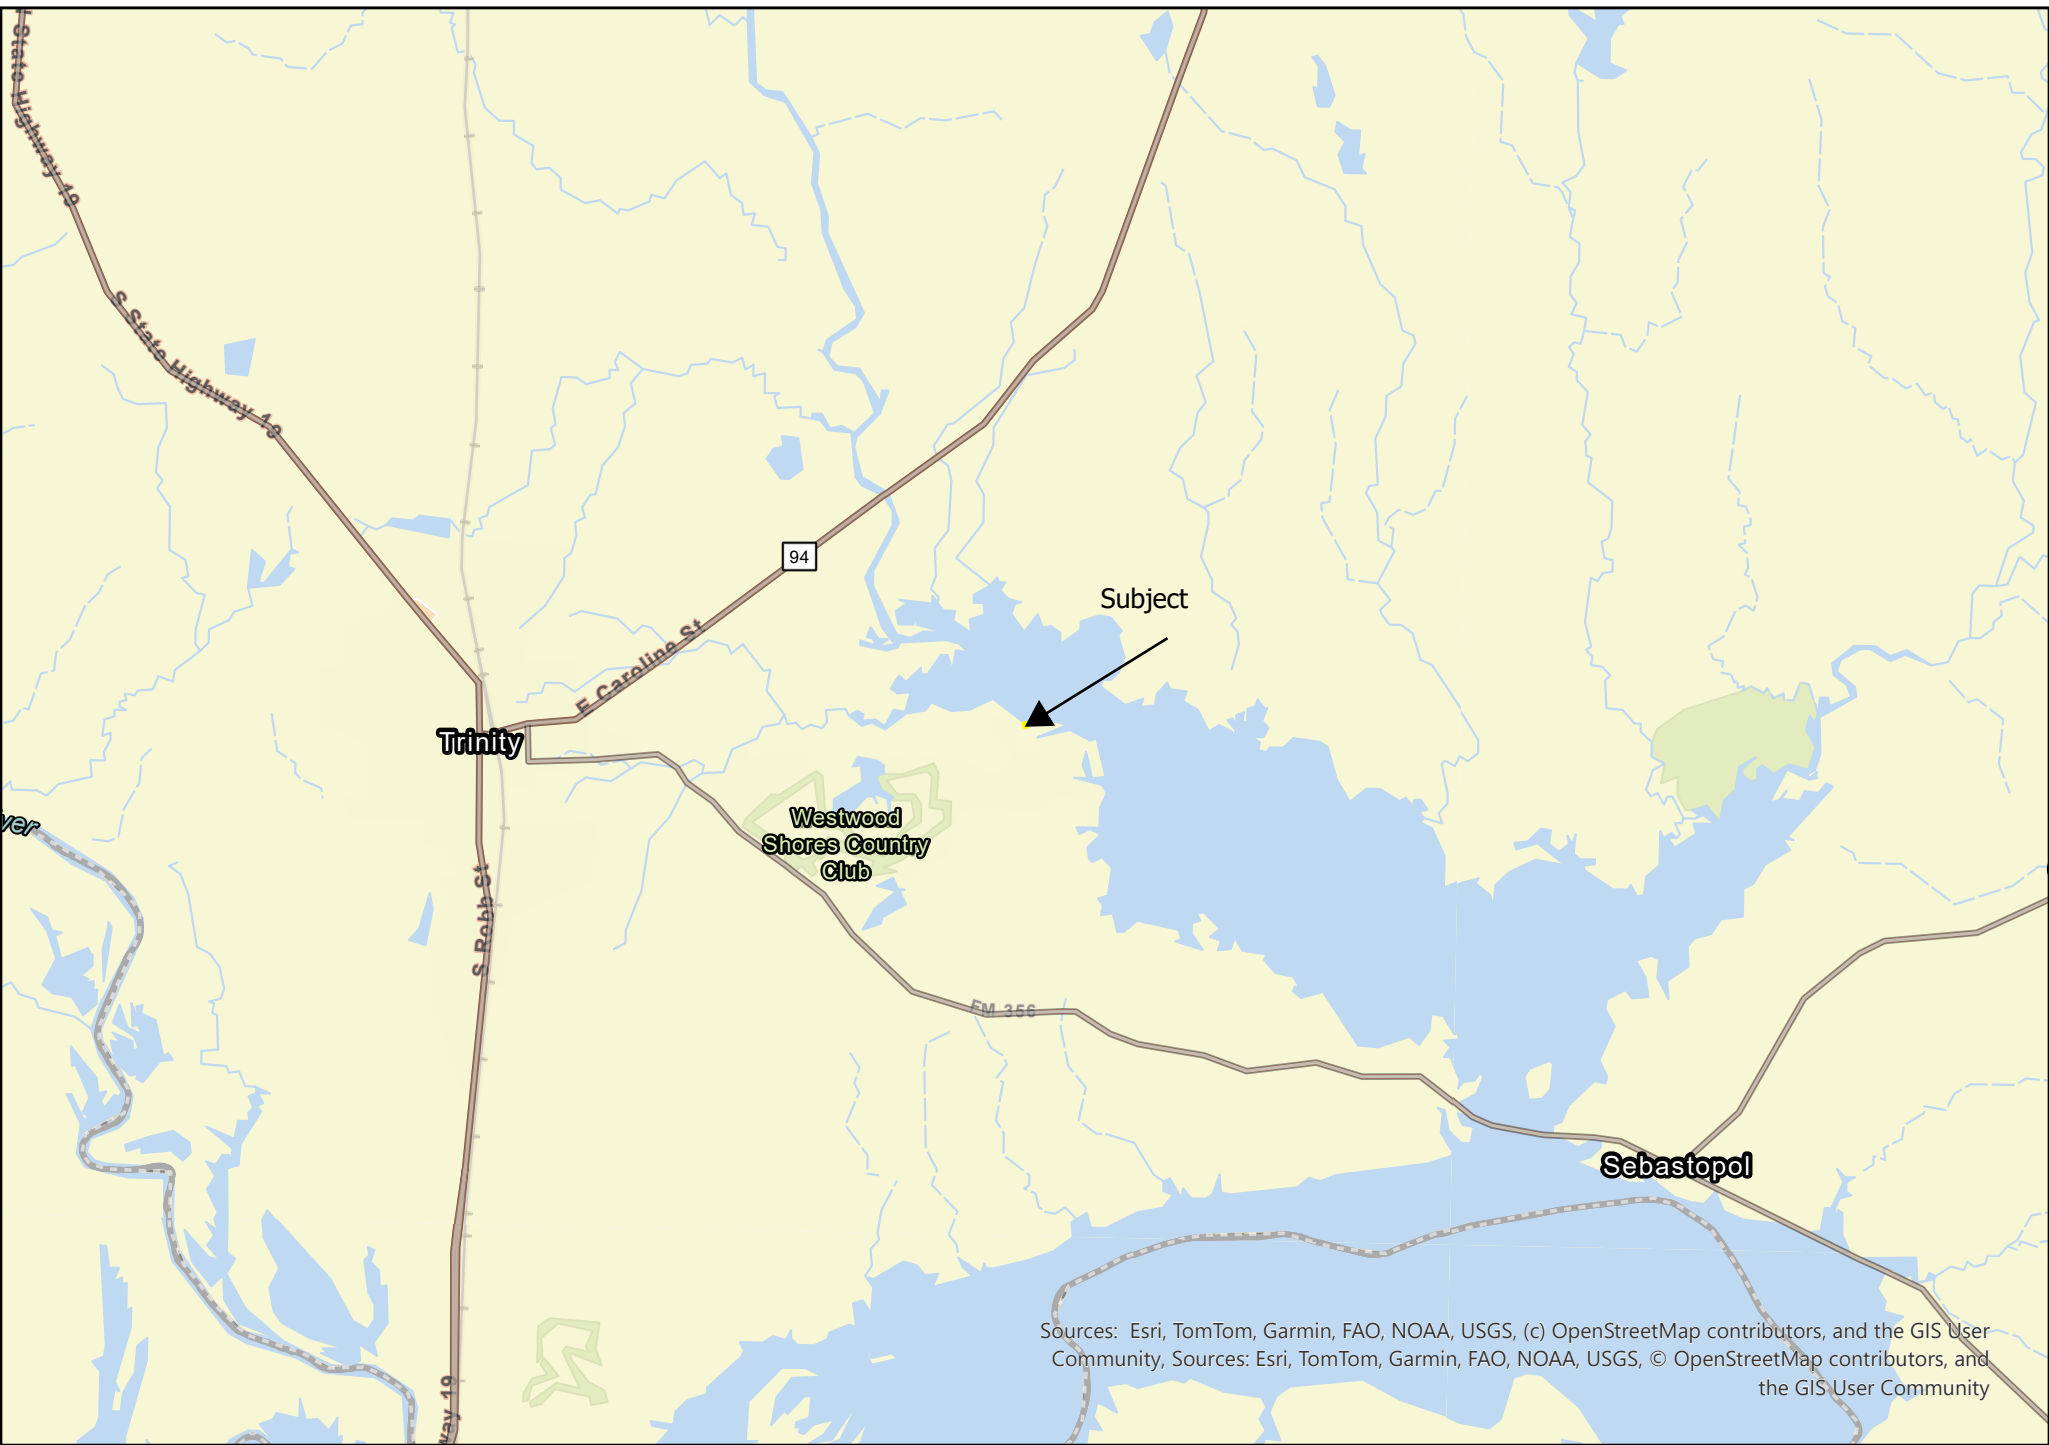 State Highway 19
S State Highway 19
94
Subject
E Caroline St
Trinity
Westwood
Shores Country
Club
S Robb St
FM 356
Sebastopol
Sources: Esri, TomTom, Garmin, FAO, NOAA, USGS, (c) OpenStreetMap contributors, and the GIS User
Community, Sources: Esri, TomTom, Garmin, FAO, NOAA, USGS, © OpenStreetMap contributors, and
the GIS User Community
way 19